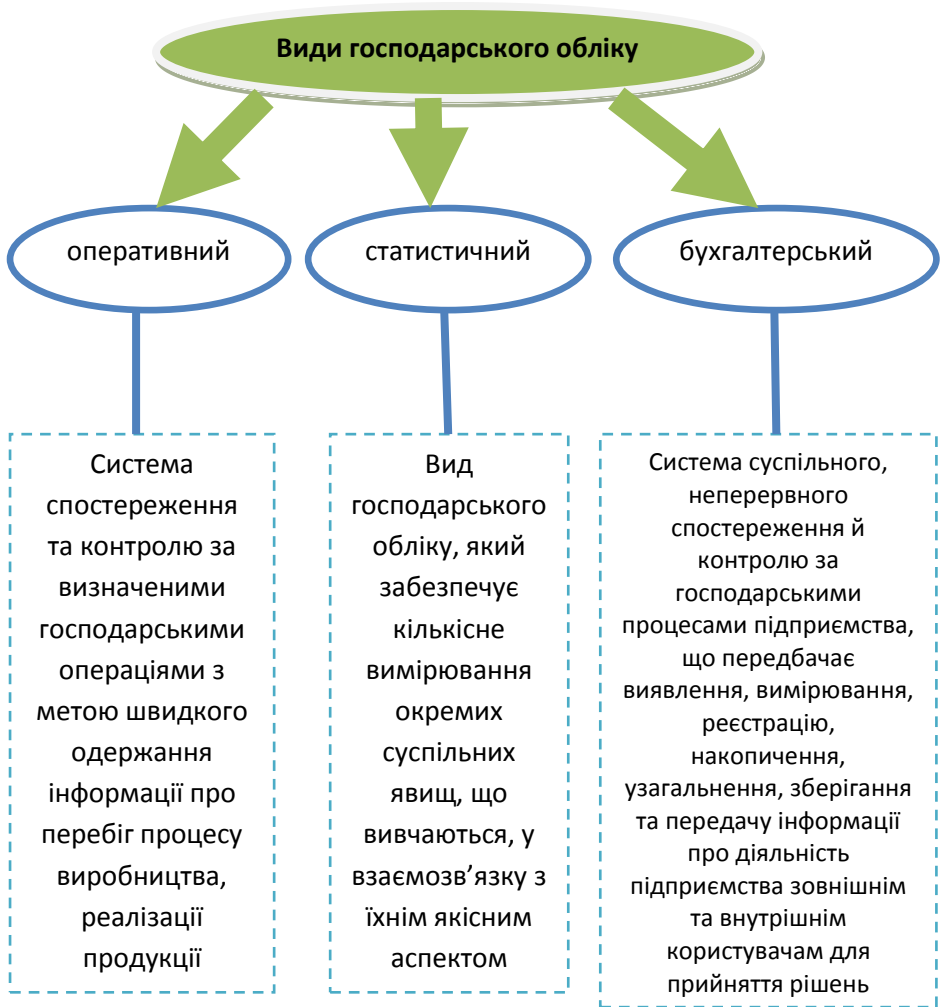 Види господарського обліку
оперативний
статистичний
бухгалтерський
Система
спостереження
та контролю за
визначеними
господарськими
операціями з
метою швидкого
одержання
інформації про
перебіг процесу
виробництва,
реалізації
продукції
Вид
господарського
обліку, який
забезпечує
кількісне
вимірювання
окремих
суспільних
явищ, що
вивчаються, у
взаємозв’язку з
їхнім якісним
аспектом
Система суспільного,
неперервного
спостереження й
контролю за
господарськими
процесами підприємства,
що передбачає
виявлення, вимірювання,
реєстрацію,
накопичення,
узагальнення, зберігання
та передачу інформації
про діяльність
підприємства зовнішнім
та внутрішнім
користувачам для
прийняття рішень